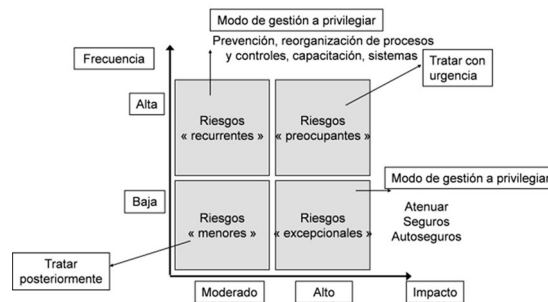 Modo de gestión a privilegiar
Prevención, reorganización de procesos
y controles, capacitación, sistemas
Frecuencia
Tratar con
urgencia
Alta
Riesgos
« recurrentes »
Riesgos
« preocupantes »
Modo de gestión a privilegiar
Baja
Riesgos
« menores »
Riesgos
« excepcionales »
Atenuar
Seguros
Autoseguros
Tratar
posteriormente
Moderado
Alto
Impacto